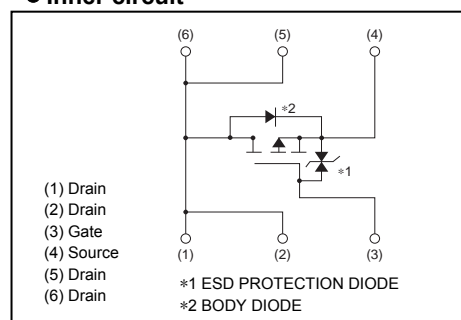 Inner circuit
(6) (5) (4)
∗2
∗1
(1) Drain
(2) Drain
(3) Gate
(4) Source
(5) Drain
(6) Drain
(1) (2) (3)
∗1 ESD PROTECTION DIODE
∗2 BODY DIODE